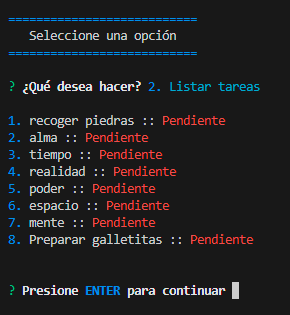 ==========================
Seleccione una opción
==========================
? ¿Qué desea hacer? 2. Listar tareas
1. recoger piedras :: Pendiente
2. alma :: Pendiente
3. tiempo :: Pendiente
4. realidad :: Pendiente
5. poder :: Pendiente
6. espacio :: Pendiente
7. mente :: Pendiente
8. Preparar galletitas :: Pendiente
? Presione ENTER para continuar